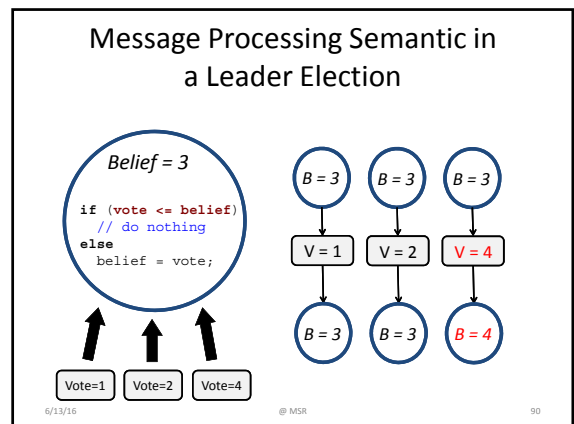 Message Processing Semantic in
a Leader Election
Belief = 3
if (vote <= belief)
// do nothing
else
belief = vote;
Vote=1 Vote=2 Vote=4
B = 3 B = 3 B = 3
V = 1 V = 2 V = 4
B = 3 B = 3 B = 4
6/13/16 @ MSR 90